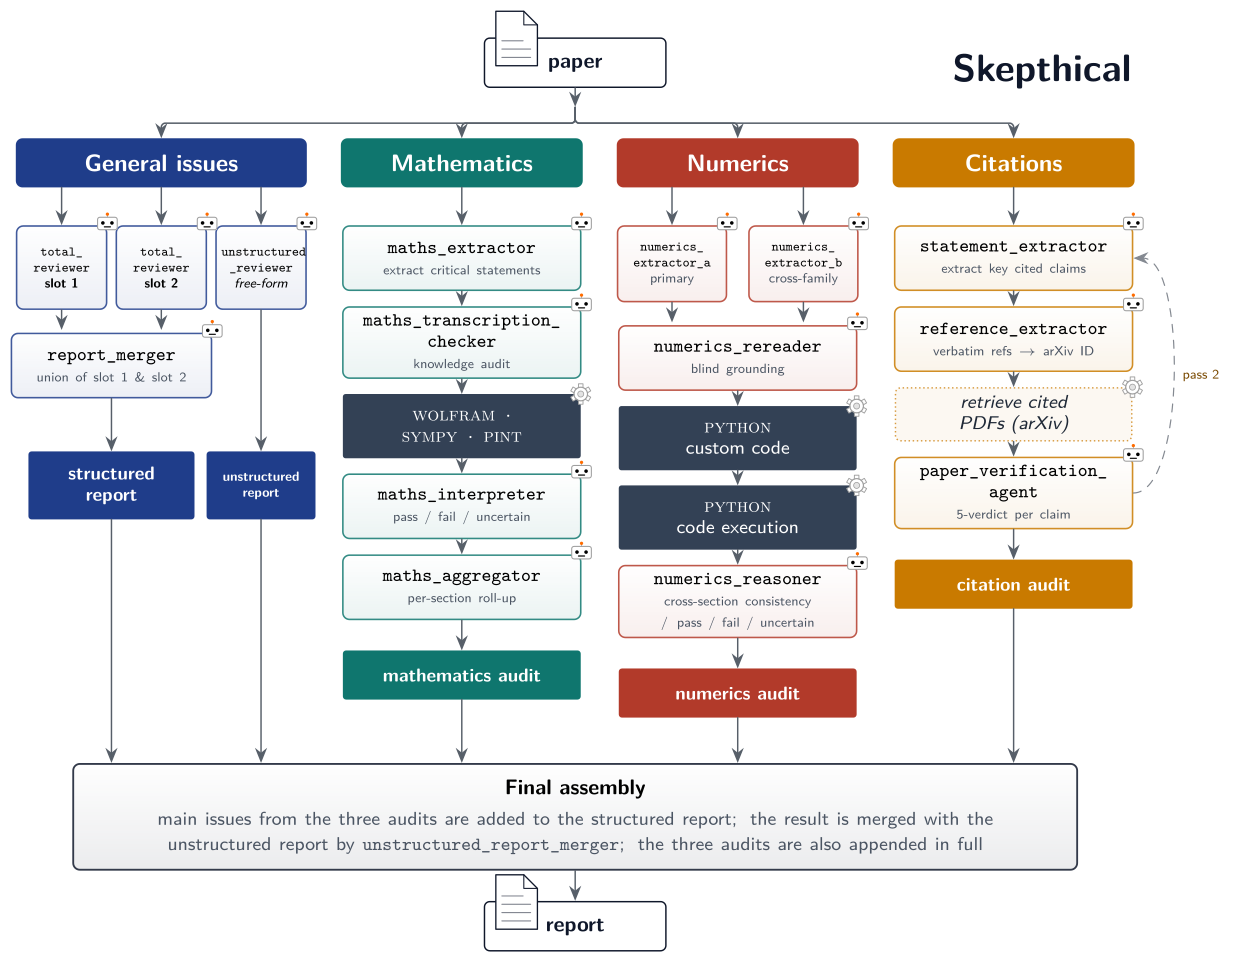 paper
Skepthical
General issues
Mathematics
Numerics
Citations
total_
reviewer
slot 1
total_
reviewer
slot 2
unstructured
_reviewer
free-form
report_merger
union of slot 1 & slot 2
structured
report
unstructured
report
maths_extractor
extract critical statements
maths_transcription_
checker
knowledge audit
WOLFRAM ·
SYMPY · PINT
maths_interpreter
pass / fail / uncertain
maths_aggregator
per-section roll-up
mathematics audit
numerics_
extractor_a
primary
numerics_
extractor_b
cross-family
numerics_rereader
blind grounding
PYTHON
custom code
PYTHON
code execution
numerics_reasoner
cross-section consistency
/ pass / fail / uncertain
numerics audit
statement_extractor
extract key cited claims
reference_extractor
verbatim refs → arXiv ID
retrieve cited
PDFs (arXiv)
paper_verification_
agent
5-verdict per claim
pass 2
citation audit
Final assembly
main issues from the three audits are added to the structured report; the result is merged with the
unstructured report by unstructured_report_merger; the three audits are also appended in full
report